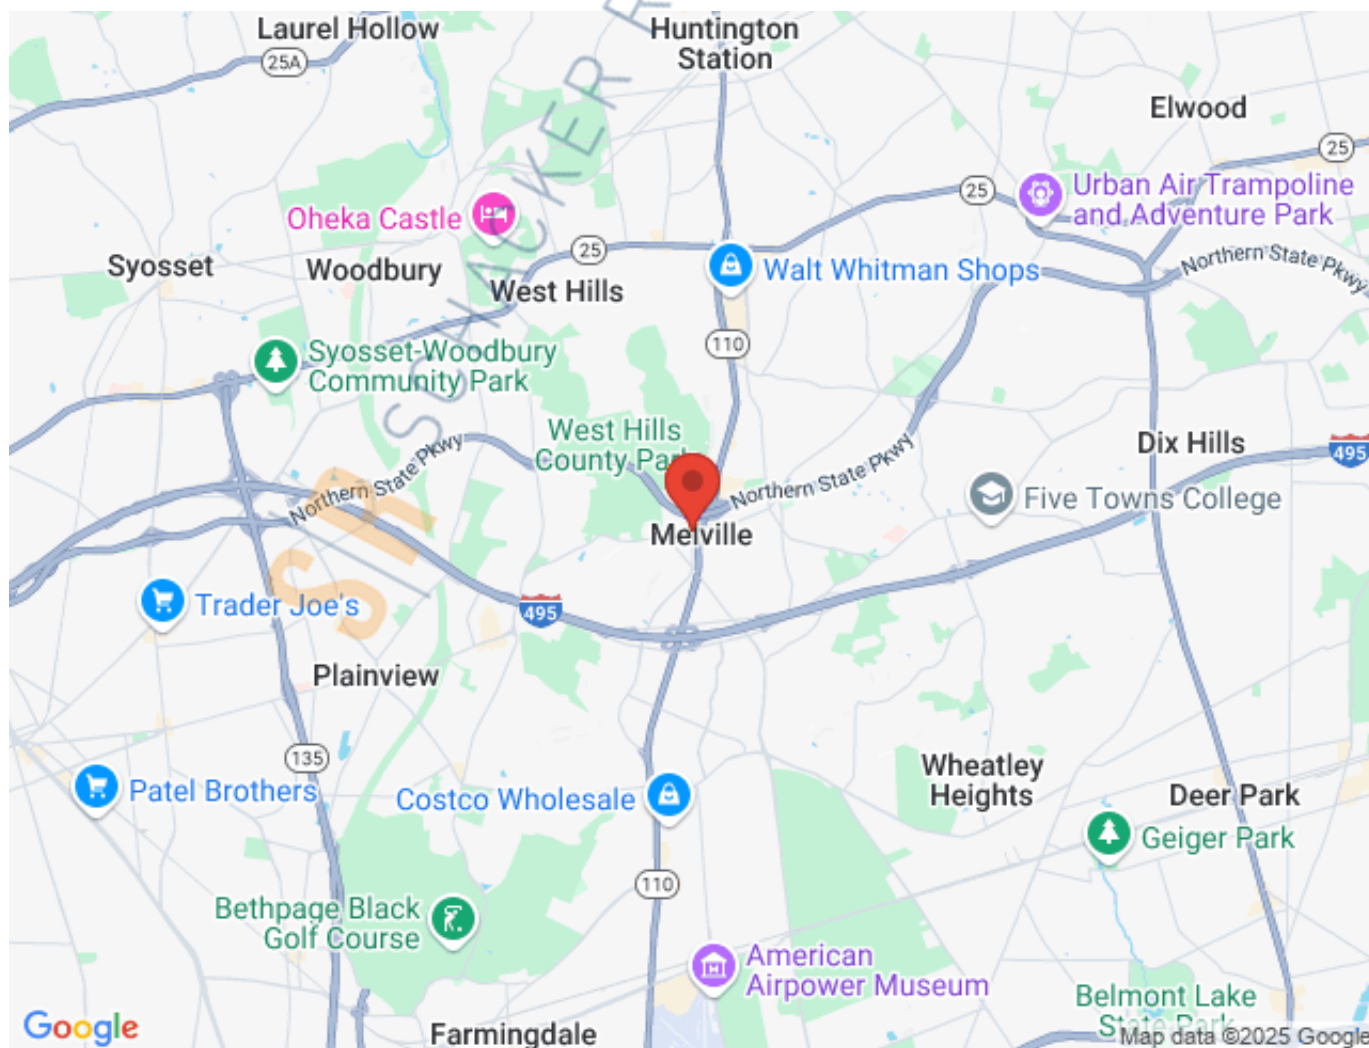 Laurel Hollow
Huntington
Station
25A
Elwood
25
Urban Air Trampoline
and Adventure Park
25
Oheka Castle
25
Syosset
Woodbury
West Hills
Walt Whitman Shops
Northern State Pkwy
110
Syosset-Woodbury
Community Park
West Hills
County Park
Northern State Pkwy
Northern State Pkwy
Dix Hills
495
Five Towns College
Melville
Trader Joe's
495
Plainview
135
Patel Brothers
Costco Wholesale
Wheatley
Heights
Deer Park
Geiger Park
110
Bethpage Black
Golf Course
American
Airpower Museum
Belmont Lake
State Park
Farmingdale
Google
Map data ©2025 Google
SCHACKER R
SIR